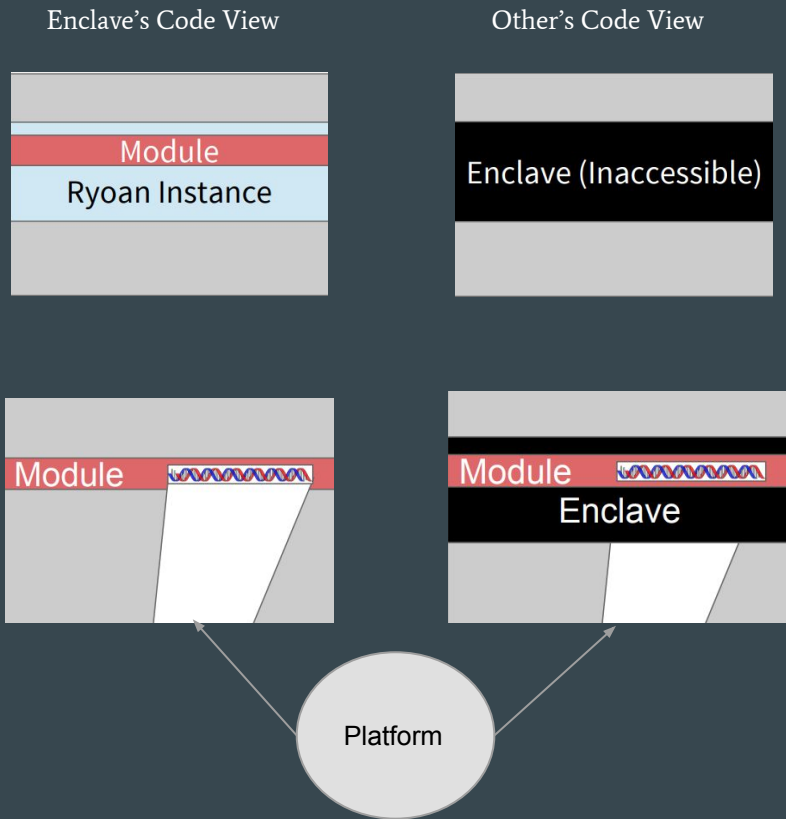 Enclave's Code View
Other's Code View
Module
Ryoan Instance
Enclave (Inaccessible)
Module
Module
Enclave
Platform